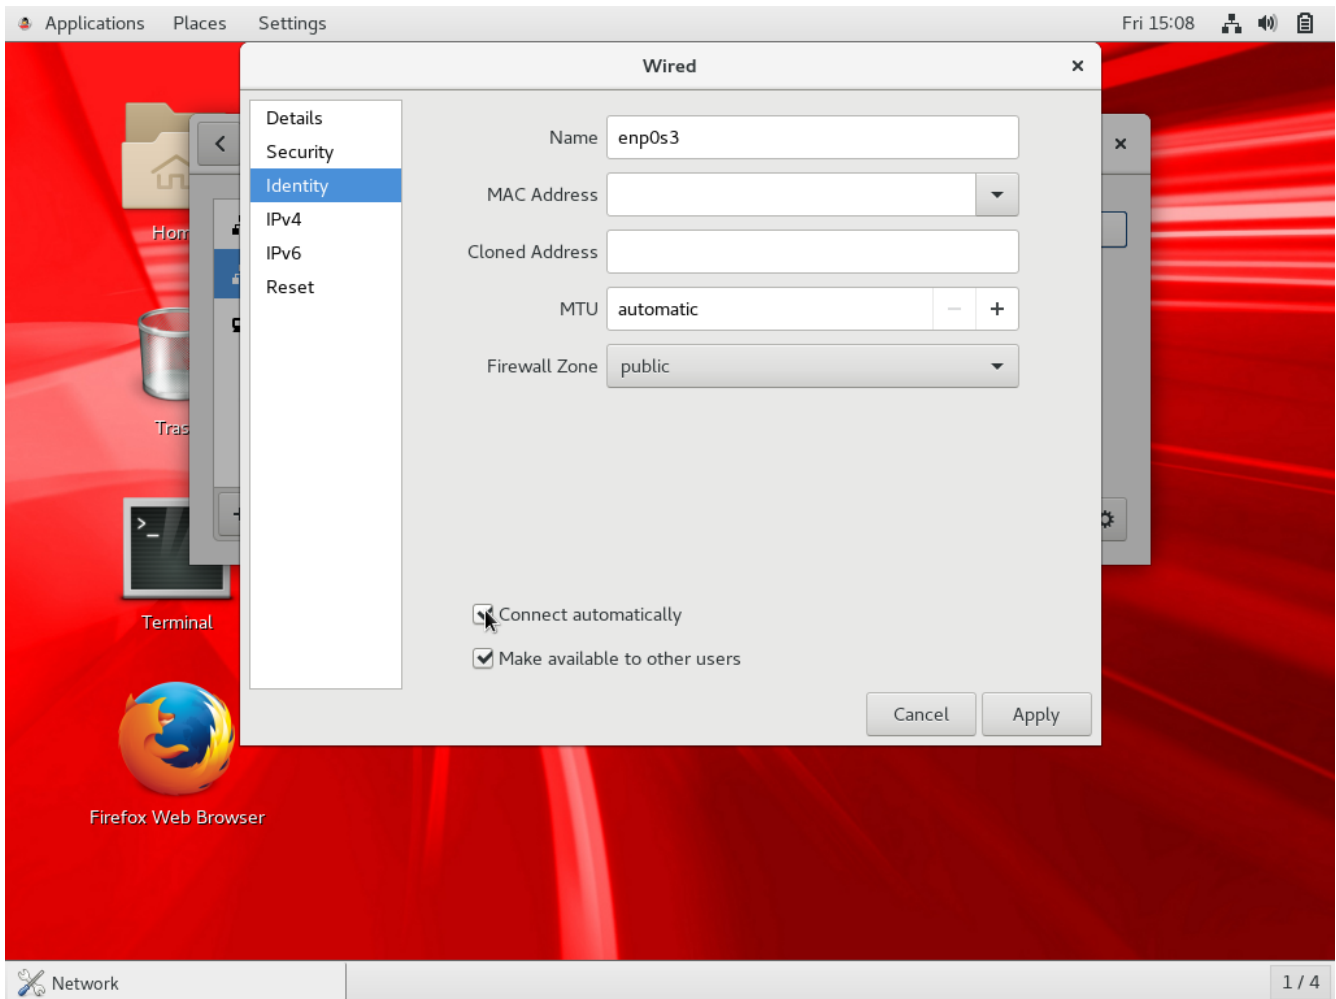 Applications Places Settings Fri 15:08
Wired
Details
Security
Identity
IPv4
IPv6
Reset
Name enp0s3
MAC Address
Cloned Address
MTU automatic
Firewall Zone public
Connect automatically
Make available to other users
Cancel Apply
Hom
Tras
>_
Terminal
Firefox Web Browser
Network 1 / 4